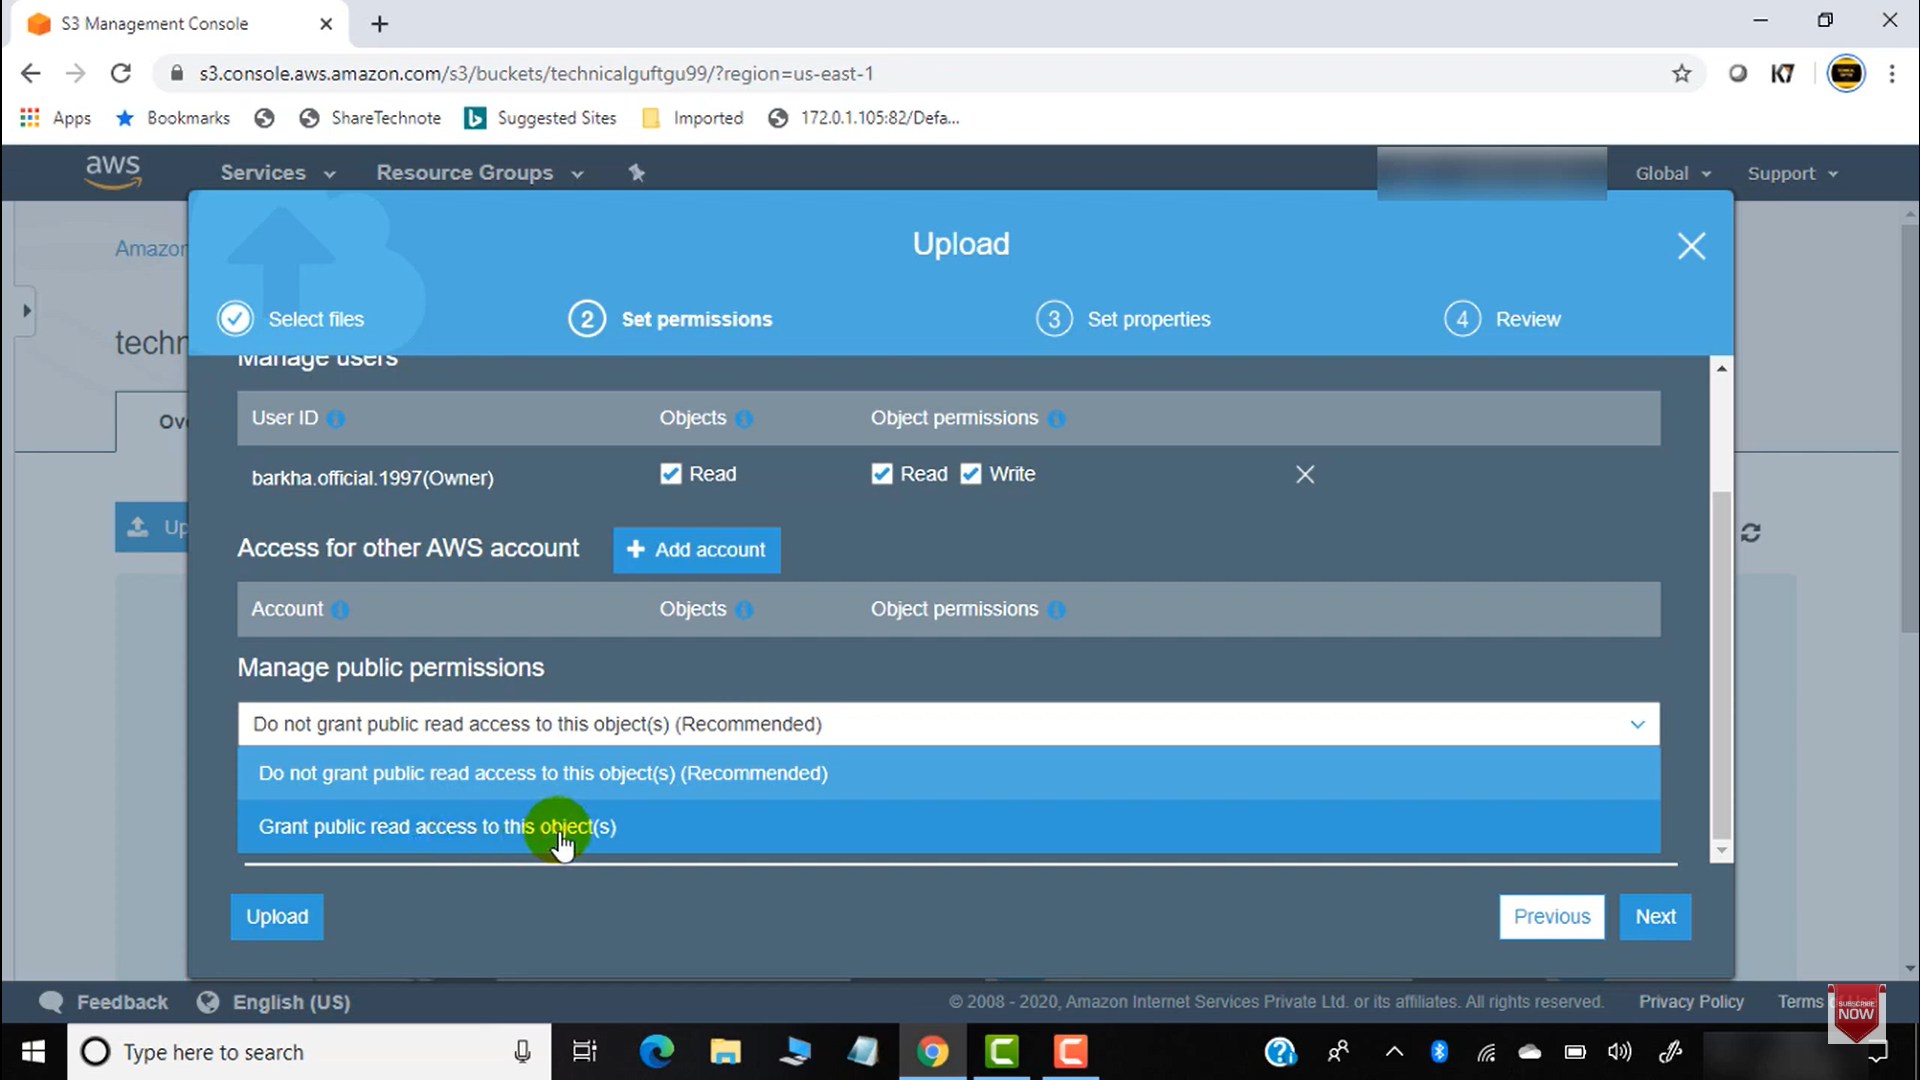 S3 Management Console
s3.console.aws.amazon.com/s3/buckets/technicalguftgu99/?region=us-east-1
K7
Apps Bookmarks ShareTechnote Suggested Sites Imported 172.0.1.105:82/Defa...
aws Services Resource Groups Global Support
Amazon
Upload
Select files 2 Set permissions 3 Set properties 4 Review
techn
Manage users
Ove
User ID Objects Object permissions
barkha.official.1997(Owner) Read Read Write
Up
Access for other AWS account Add account
Account Objects Object permissions
Manage public permissions
Do not grant public read access to this object(s) (Recommended)
Do not grant public read access to this object(s) (Recommended)
Grant public read access to this object(s)
Upload Previous Next
Feedback English (US) © 2008 - 2020, Amazon Internet Services Private Ltd. or its affiliates. All rights reserved. Privacy Policy Terms
SUBSCRIBE
NOW
Type here to search